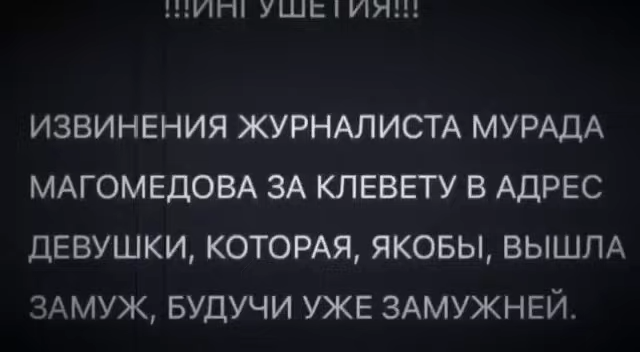 !!!ИНГУШЕТИЯ!!!
ИЗВИНЕНИЯ ЖУРНАЛИСТА МУРАДА
МАГОМЕДОВА ЗА КЛЕВЕТУ В АДРЕС
ДЕВУШКИ, КОТОРАЯ, ЯКОБЫ, ВЫШЛА
ЗАМУЖ, БУДУЧИ УЖЕ ЗАМУЖНЕЙ.